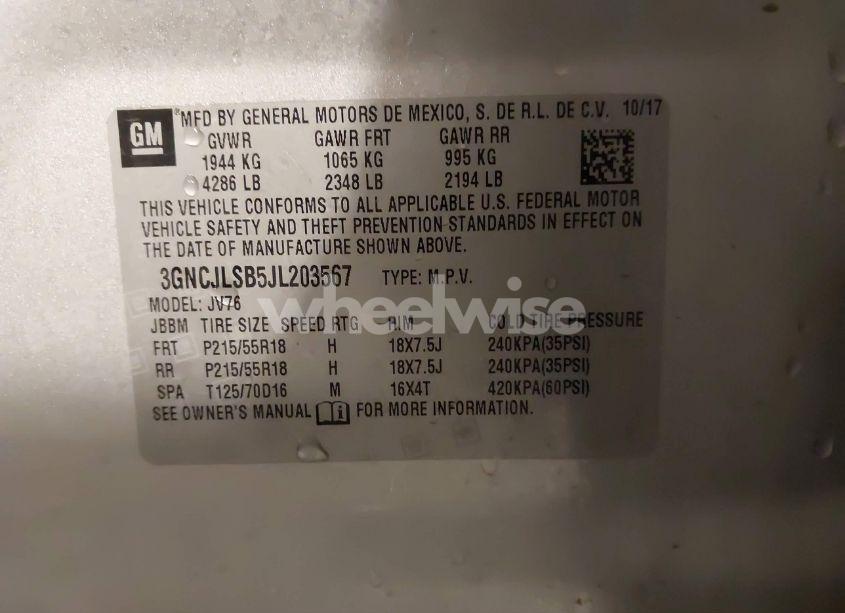 GM
MFD BY GENERAL MOTORS DE MEXICO, S. DE R.L. DE C.V. 10/17
GVWR GAWR FRT GAWR RR
1944 KG 1065 KG 995 KG
4286 LB 2348 LB 2194 LB
THIS VEHICLE CONFORMS TO ALL APPLICABLE U.S. FEDERAL MOTOR
VEHICLE SAFETY AND THEFT PREVENTION STANDARDS IN EFFECT ON
THE DATE OF MANUFACTURE SHOWN ABOVE.
3GNCJLSB5JL203567 TYPE: M.P.V.
MODEL: JV76
wheelwise
JBBM TIRE SIZE SPEED RTG RIM COLD TIRE PRESSURE
FRT P215/55R18 H 18X7.5J 240KPA(35PSI)
RR P215/55R18 H 18X7.5J 240KPA(35PSI)
SPA T125/70D16 M 16X4T 420KPA(60PSI)
SEE OWNER'S MANUAL i FOR MORE INFORMATION.